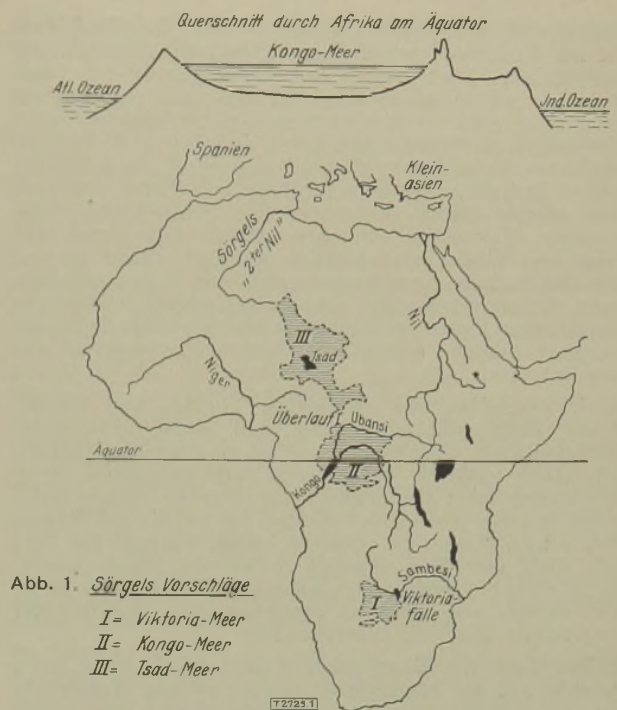 Querschnitt durch Afrika am Äquator
Kongo-Meer
Atl. Ozean
Jnd. Ozean
Spanien
Klein-
asien
Sörgels
„2ter Nil"
Nil
III
Tsad
Niger
Überlauf
Ubansi
Äquator
II
Kongo
Sambesi
I
Viktoria-
fälle
Abb. 1. Sörgels Vorschläge
I = Viktoria-Meer
II = Kongo-Meer
III = Tsad-Meer
T2725.1